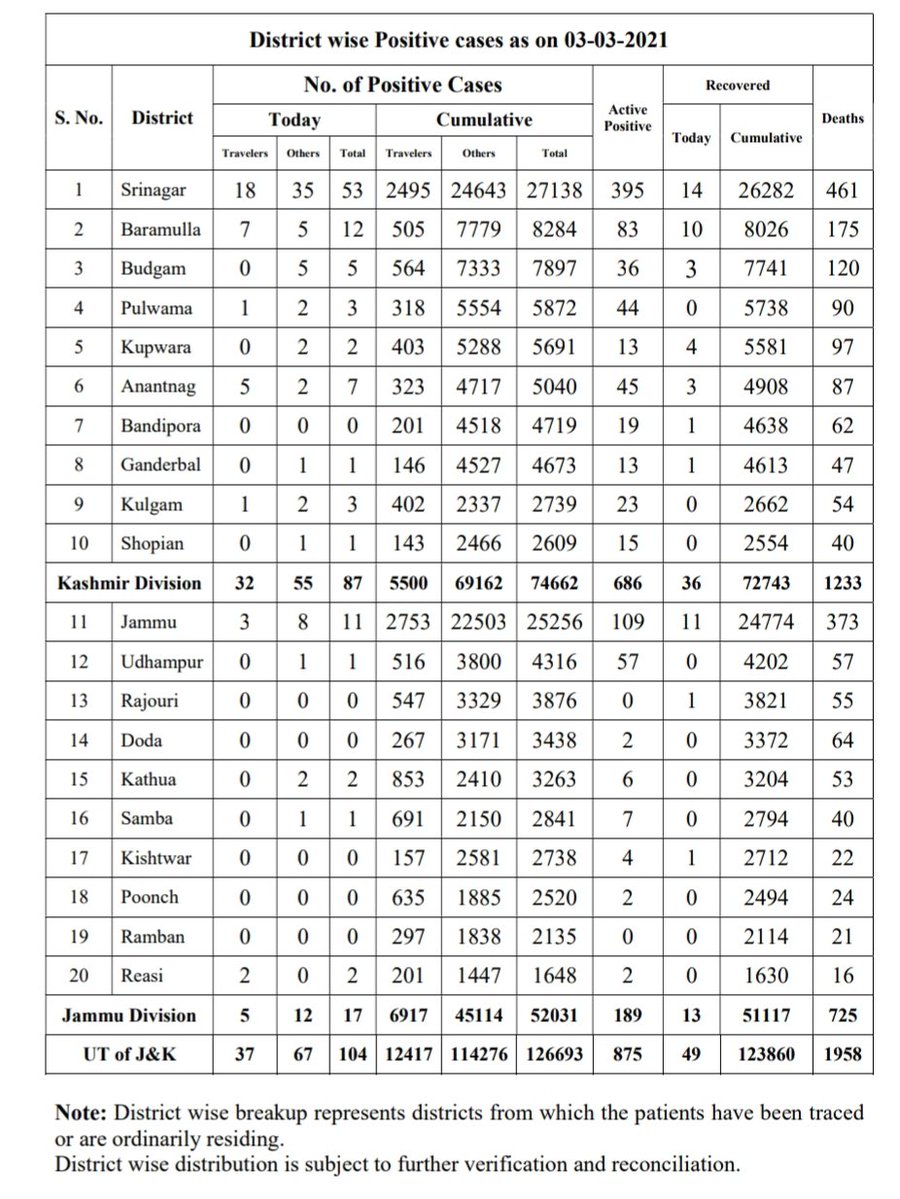 District wise Positive cases as on 03-03-2021
S. No. District No. of Positive Cases Active Positive Recovered Deaths
Today Cumulative Today Cumulative
Travelers Others Total Travelers Others Total
1 Srinagar 18 35 53 2495 24643 27138 395 14 26282 461
2 Baramulla 7 5 12 505 7779 8284 83 10 8026 175
3 Budgam 0 5 5 564 7333 7897 36 3 7741 120
4 Pulwama 1 2 3 318 5554 5872 44 0 5738 90
5 Kupwara 0 2 2 403 5288 5691 13 4 5581 97
6 Anantnag 5 2 7 323 4717 5040 45 3 4908 87
7 Bandipora 0 0 0 201 4518 4719 19 1 4638 62
8 Ganderbal 0 1 1 146 4527 4673 13 1 4613 47
9 Kulgam 1 2 3 402 2337 2739 23 0 2662 54
10 Shopian 0 1 1 143 2466 2609 15 0 2554 40
Kashmir Division 32 55 87 5500 69162 74662 686 36 72743 1233
11 Jammu 3 8 11 2753 22503 25256 109 11 24774 373
12 Udhampur 0 1 1 516 3800 4316 57 0 4202 57
13 Rajouri 0 0 0 547 3329 3876 0 1 3821 55
14 Doda 0 0 0 267 3171 3438 2 0 3372 64
15 Kathua 0 2 2 853 2410 3263 6 0 3204 53
16 Samba 0 1 1 691 2150 2841 7 0 2794 40
17 Kishtwar 0 0 0 157 2581 2738 4 1 2712 22
18 Poonch 0 0 0 635 1885 2520 2 0 2494 24
19 Ramban 0 0 0 297 1838 2135 0 0 2114 21
20 Reasi 2 0 2 201 1447 1648 2 0 1630 16
Jammu Division 5 12 17 6917 45114 52031 189 13 51117 725
UT of J&K 37 67 104 12417 114276 126693 875 49 123860 1958
Note: District wise breakup represents districts from which the patients have been traced
or are ordinarily residing.
District wise distribution is subject to further verification and reconciliation.